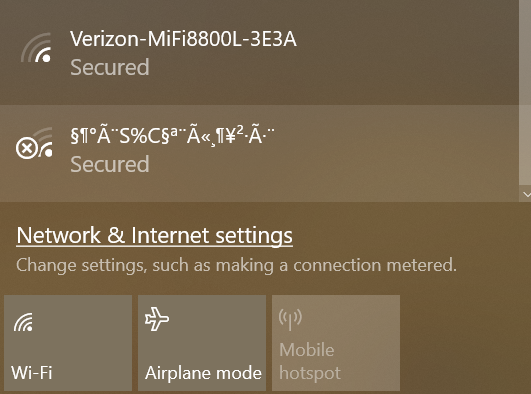 Verizon-MiFi8800L-3E3A
Secured
§¶°Ã¨S%C§ª¨Ã«¸¶¥²·Ã·¨
Secured
Network & Internet settings
Change settings, such as making a connection metered.
Wi-Fi
Airplane mode
Mobile
hotspot